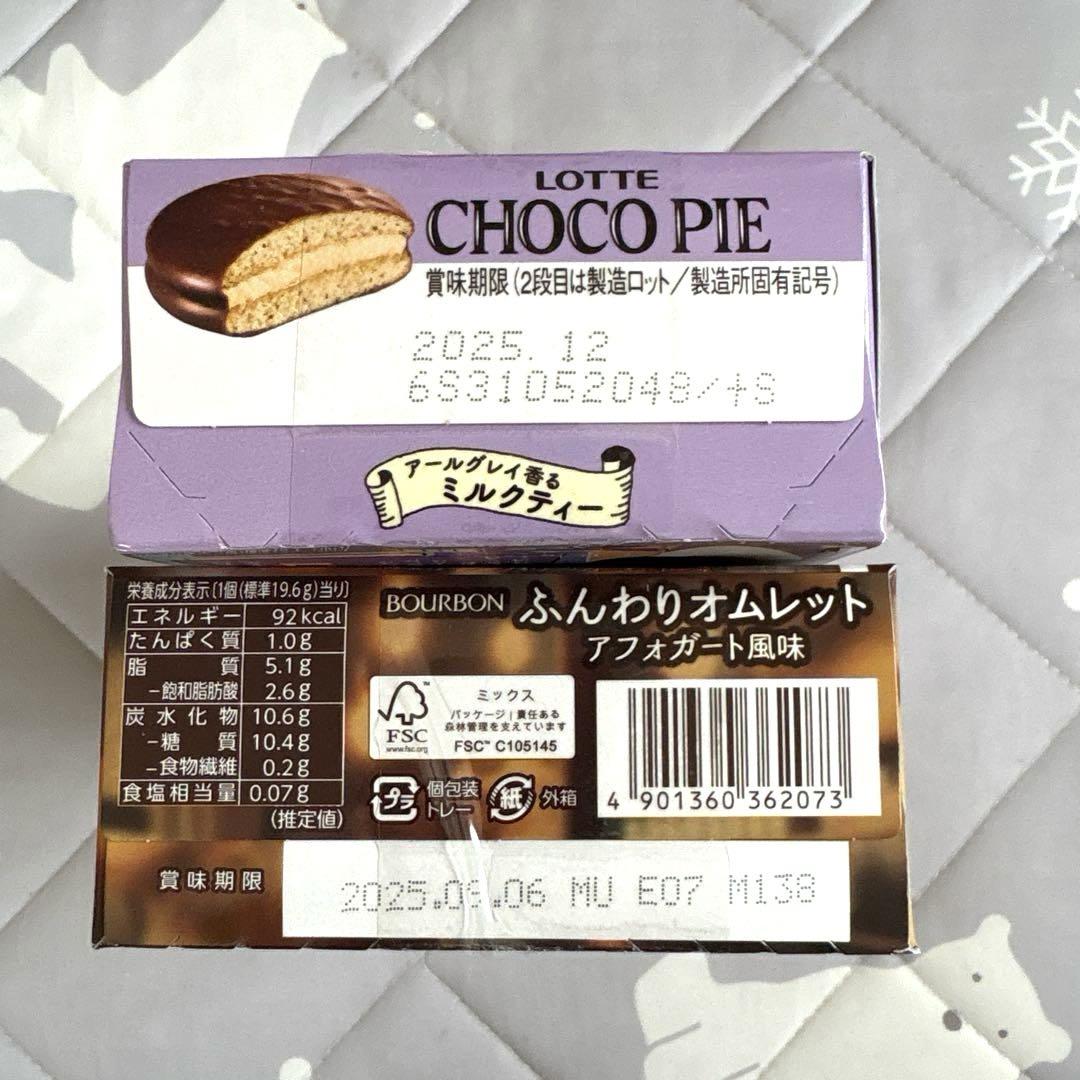 LOTTE
CHOCO PIE
賞味期限(2段目は製造ロット/製造所固有記号)
2025. 12
6S31052048/+S
アールグレイ香る
ミルクティー
栄養成分表示〔1個(標準19.6g)当り〕
エネルギー 92kcal
たんぱく質 1.0g
脂質 5.1g
–飽和脂肪酸 2.6g
炭水化物 10.6g
–糖質 10.4g
–食物繊維 0.2g
食塩相当量 0.07g
(推定値)
BOURBON ふんわりオムレット
アフォガート風味
FSC™
www.fsc.org
ミックス
パッケージ|責任ある
森林管理を支えています
FSC™ C105145
プラ 個包装
トレー
紙 外箱
4 901360 362073
賞味期限
.06 MU E07 M138